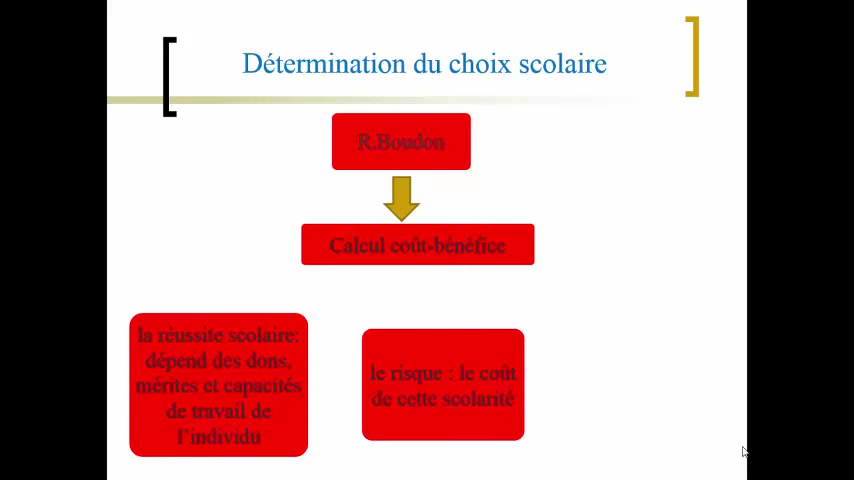 Détermination du choix scolaire
R.Boudon
Calcul coût-bénéfice
la réussite scolaire:
dépend des dons,
mérites et capacités
de travail de
l'individu
le risque : le coût
de cette scolarité